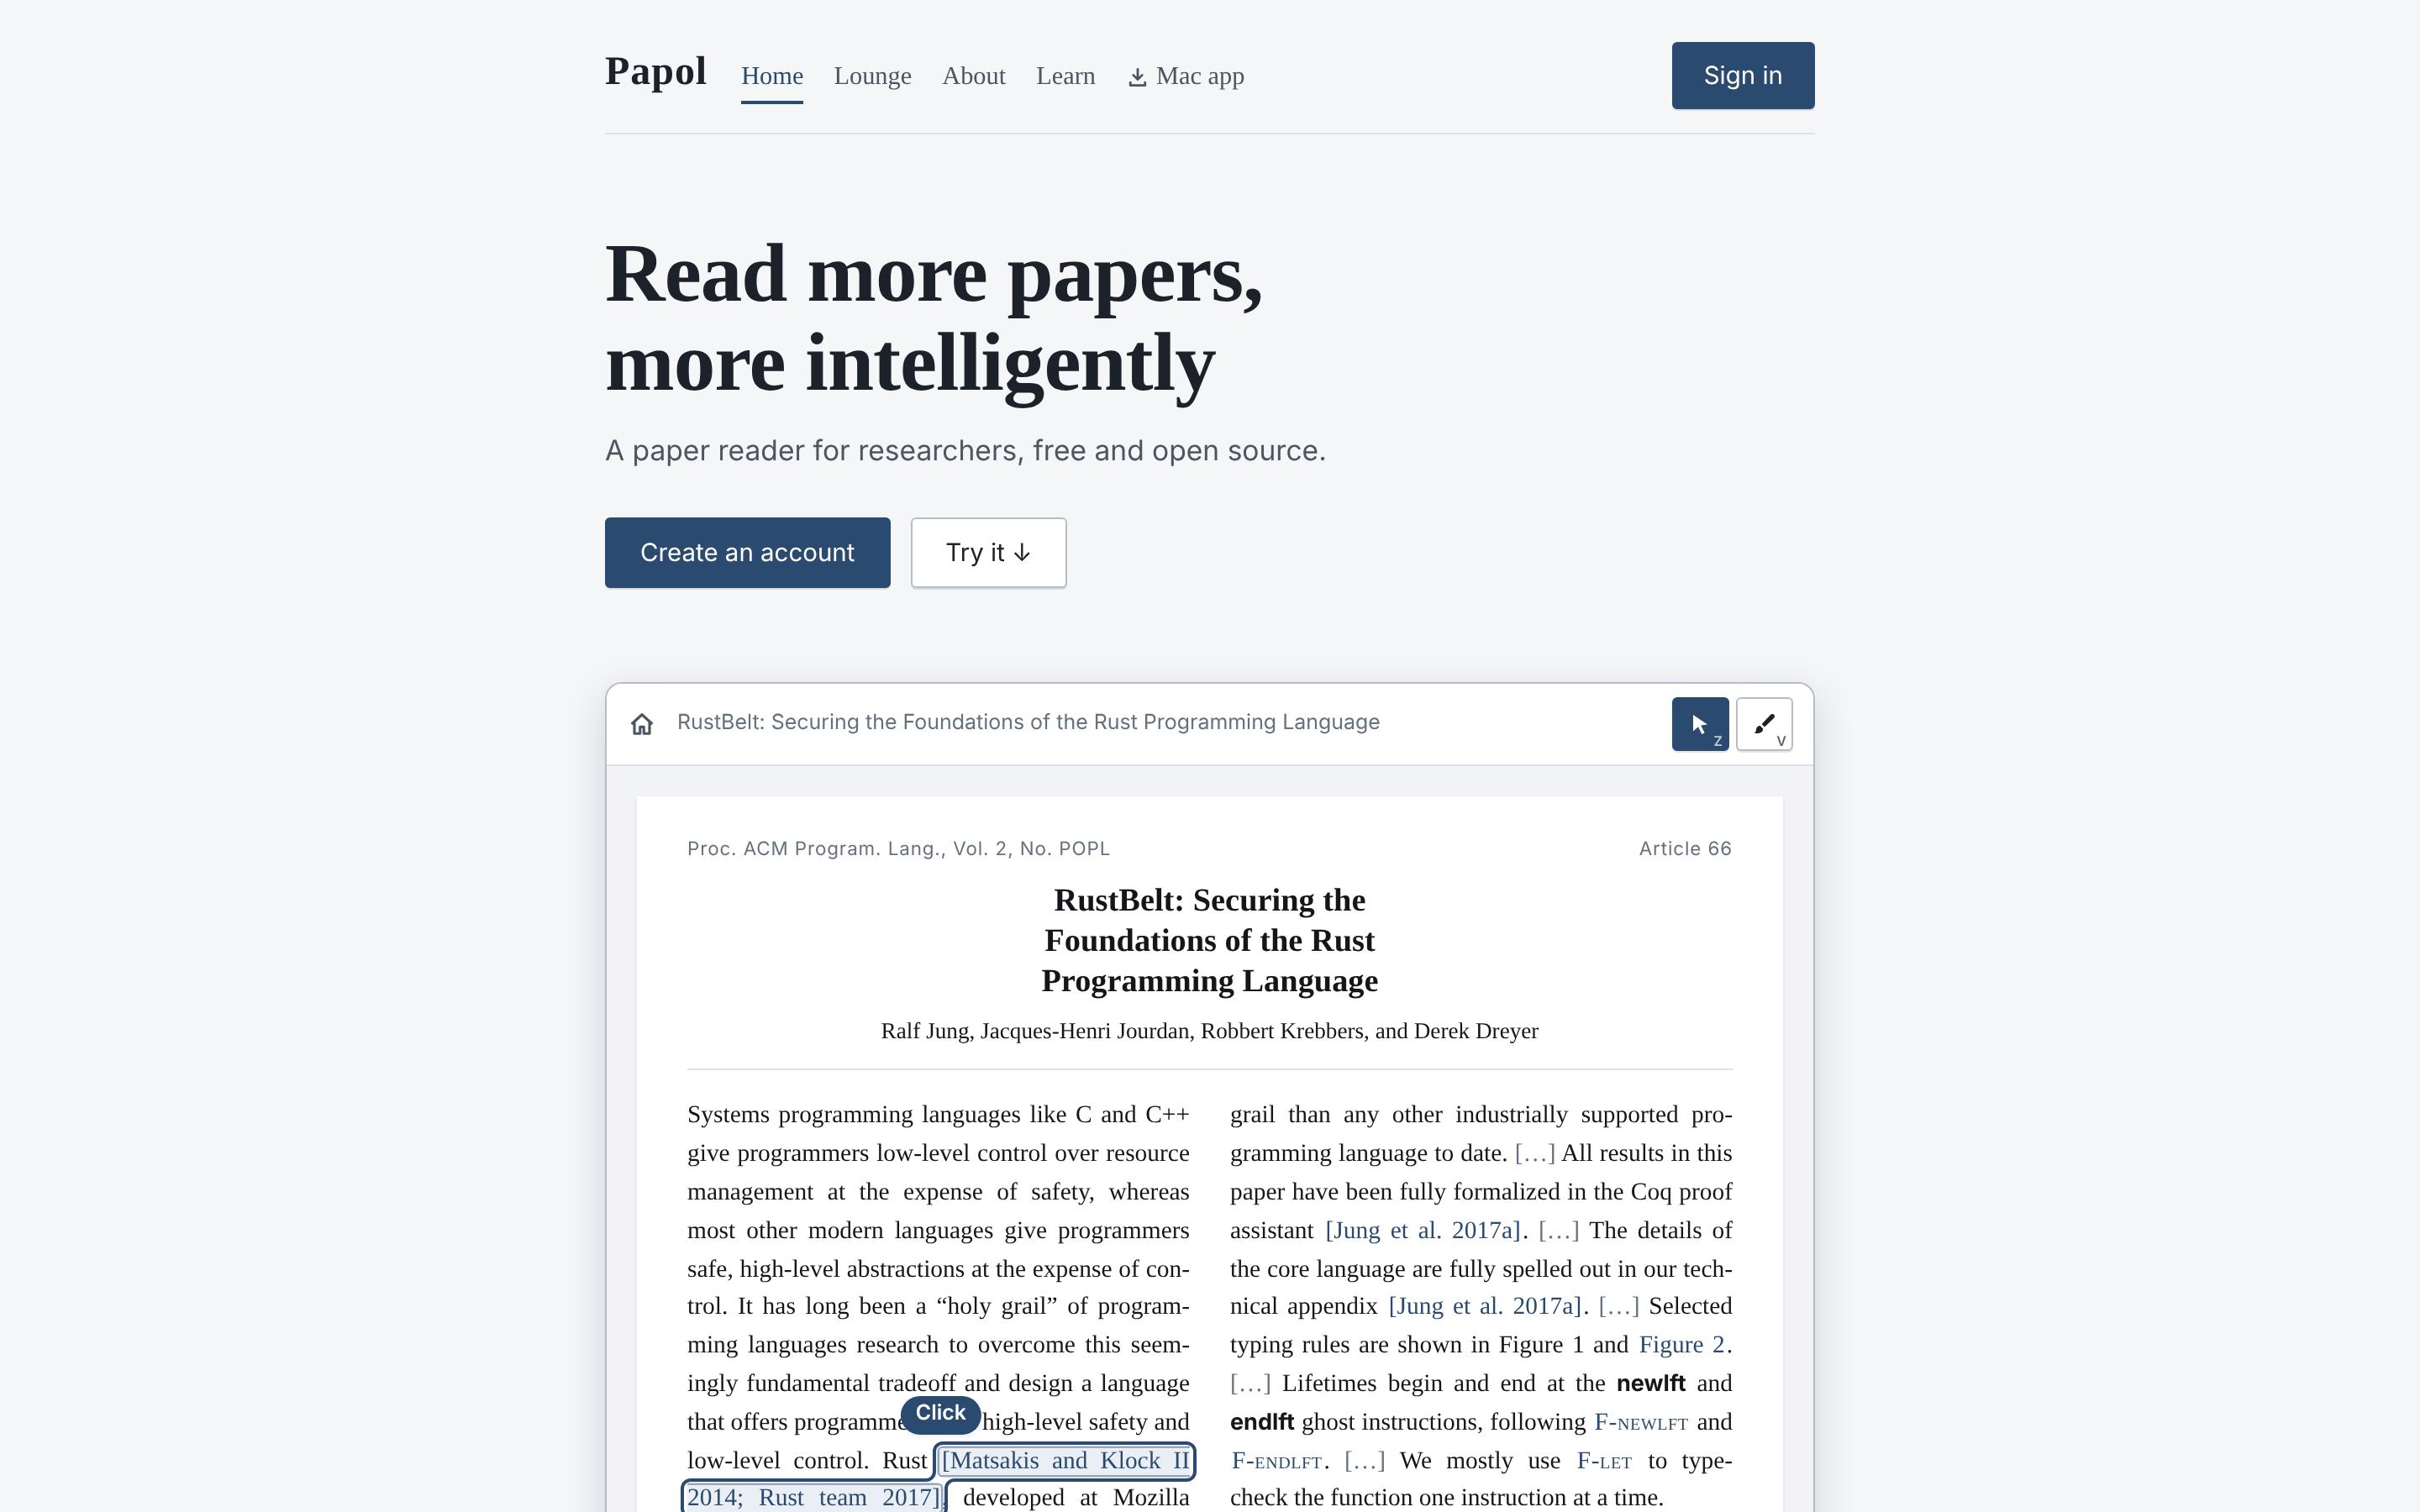 Papol Home Lounge About Learn Mac app Sign in
Read more papers,
more intelligently
A paper reader for researchers, free and open source.
Create an account Try it ↓
RustBelt: Securing the Foundations of the Rust Programming Language z v
Proc. ACM Program. Lang., Vol. 2, No. POPL Article 66
RustBelt: Securing the
Foundations of the Rust
Programming Language
Ralf Jung, Jacques-Henri Jourdan, Robbert Krebbers, and Derek Dreyer
Systems programming languages like C and C++
give programmers low-level control over resource
management at the expense of safety, whereas
most other modern languages give programmers
safe, high-level abstractions at the expense of con-
trol. It has long been a “holy grail” of program-
ming languages research to overcome this seem-
ingly fundamental tradeoff and design a language
that offers programme Click high-level safety and
low-level control. Rust [Matsakis and Klock II
2014; Rust team 2017], developed at Mozilla
grail than any other industrially supported pro-
gramming language to date. […] All results in this
paper have been fully formalized in the Coq proof
assistant [Jung et al. 2017a]. […] The details of
the core language are fully spelled out in our tech-
nical appendix [Jung et al. 2017a]. […] Selected
typing rules are shown in Figure 1 and Figure 2.
[…] Lifetimes begin and end at the newlft and
endlft ghost instructions, following F-NEWLFT and
F-ENDLFT. […] We mostly use F-LET to type-
check the function one instruction at a time.